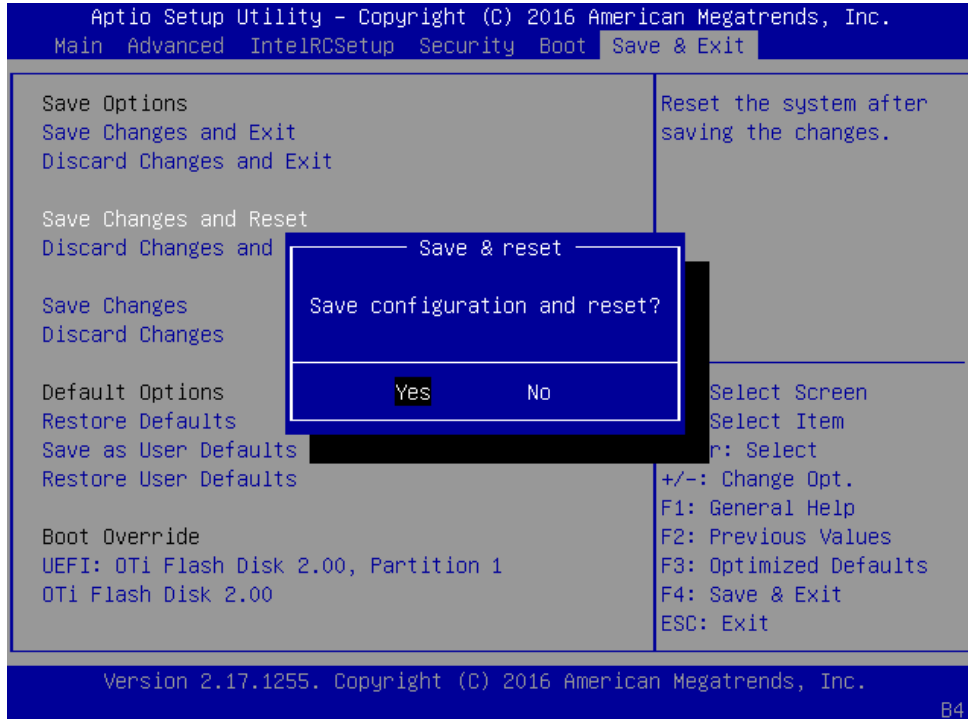 Aptio Setup Utility – Copyright (C) 2016 American Megatrends, Inc.
Main Advanced IntelRCSetup Security Boot Save & Exit
Save Options
Save Changes and Exit
Discard Changes and Exit
Save Changes and Reset
Discard Changes and
Save Changes
Discard Changes
Default Options
Restore Defaults
Save as User Defaults
Restore User Defaults
Boot Override
UEFI: OTi Flash Disk 2.00, Partition 1
OTi Flash Disk 2.00
Save & reset
Save configuration and reset?
Yes No
Reset the system after
saving the changes.
Select Screen
Select Item
r: Select
+/-: Change Opt.
F1: General Help
F2: Previous Values
F3: Optimized Defaults
F4: Save & Exit
ESC: Exit
Version 2.17.1255. Copyright (C) 2016 American Megatrends, Inc.
B4